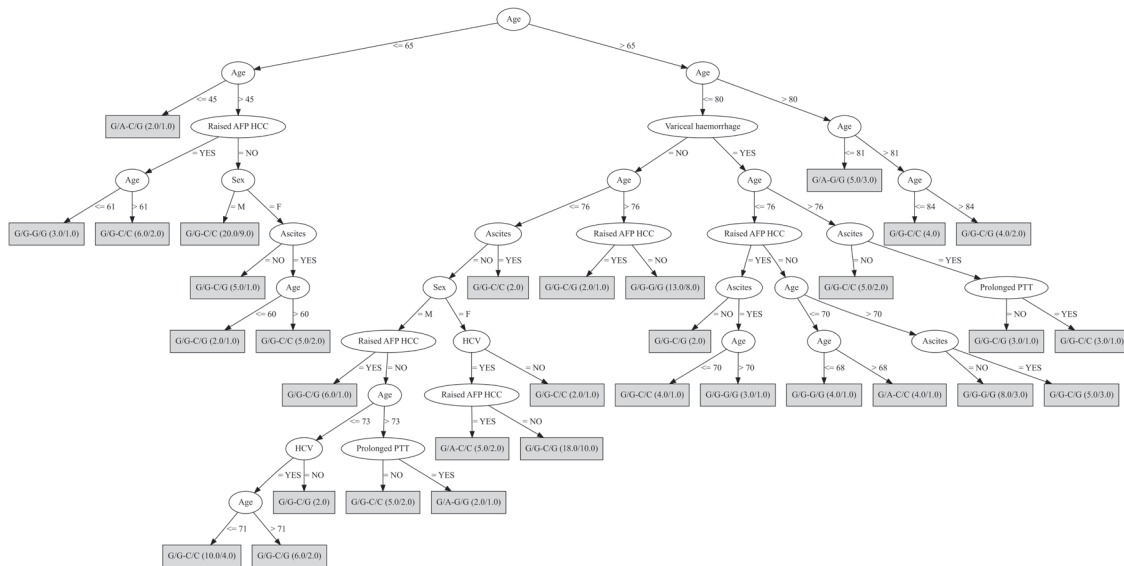 Age
<= 65 > 65
Age Age
<= 45 > 45 <= 80 > 80
G/A-C/G (2.0/1.0) Raised AFP HCC Variceal haemorrhage Age
= YES = NO = NO = YES <= 81 > 81
Age Sex Age Age G/A-G/G (5.0/3.0) Age
<= 61 > 61 = M = F <=76 > 76 <=76 > 76 <= 84 > 84
G/G-G/G (3.0/1.0) G/G-C/C (6.0/2.0) G/G-C/C (20.0/9.0) Ascites Ascites Raised AFP HCC Raised AFP HCC Ascites G/G-C/C (4.0) G/G-C/G (4.0/2.0)
= NO = YES = NO = YES = YES = NO = YES = NO = NO = YES
G/G-C/G (5.0/1.0) Age Sex G/G-C/C (2.0) G/G-C/G (2.0/1.0) G/G-G/G (13.0/8.0) Ascites Age G/G-C/C (5.0/2.0) Prolonged PTT
<= 60 > 60 = M = F = NO = YES <= 70 > 70 = NO = YES
G/G-C/G (2.0/1.0) G/G-C/C (5.0/2.0) Raised AFP HCC HCV G/G-C/G (2.0) Age Age Ascites G/G-C/G (3.0/1.0) G/G-C/C (3.0/1.0)
= YES = NO = YES = NO <= 70 > 70 <= 68 > 68 = NO = YES
G/G-C/G (6.0/1.0) Age Raised AFP HCC G/G-C/C (2.0/1.0) G/G-C/C (4.0/1.0) G/G-G/G (3.0/1.0) G/G-G/G (4.0/1.0) G/A-C/C (4.0/1.0) G/G-G/G (8.0/3.0) G/G-C/G (5.0/3.0)
<= 73 > 73 = YES = NO
HCV Prolonged PTT G/A-C/C (5.0/2.0) G/G-C/G (18.0/10.0)
= YES = NO = NO = YES
Age G/G-C/G (2.0) G/G-C/C (5.0/2.0) G/A-G/G (2.0/1.0)
<= 71 > 71
G/G-C/C (10.0/4.0) G/G-C/G (6.0/2.0)